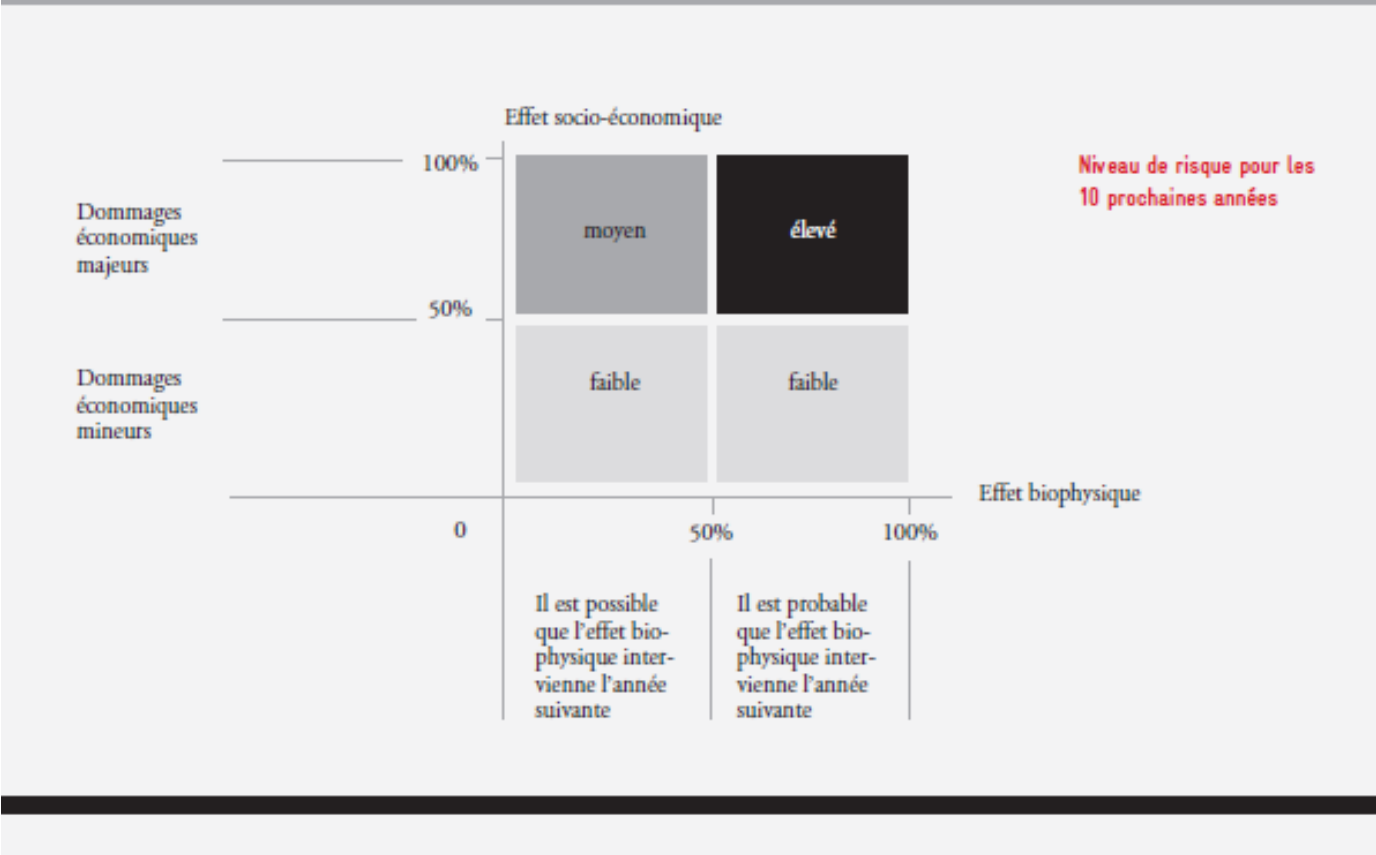 Effet socio-économique
100%
Niveau de risque pour les
10 prochaines années
Dommages
économiques
majeurs
moyen
élevé
50%
Dommages
économiques
mineurs
faible
faible
Effet biophysique
0
50%
100%
Il est possible
que l'effet bio-
physique inter-
vienne l'année
suivante
Il est probable
que l'effet bio-
physique inter-
vienne l'année
suivante